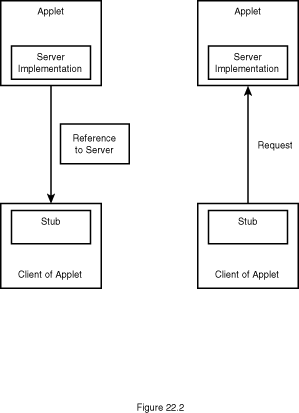 Applet
Server
Implementation
Reference
to Server
Stub
Client of Applet
Applet
Server
Implementation
Request
Stub
Client of Applet
Figure 22.2